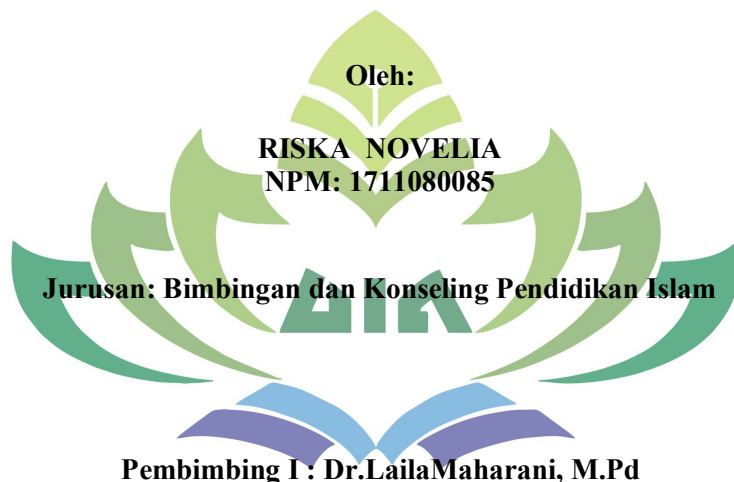 Oleh:
RISKA NOVELIA
NPM: 1711080085
Jurusan: Bimbingan dan Konseling Pendidikan Islam
Pembimbing I : Dr.LailaMaharani, M.Pd